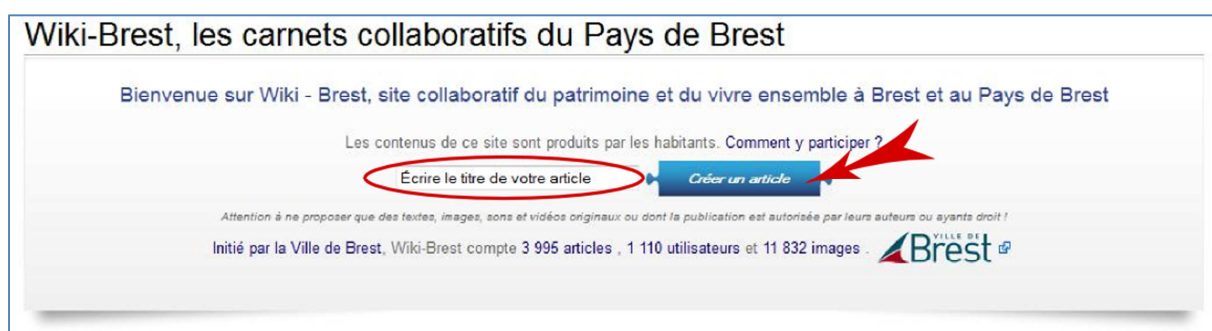 Wiki-Brest, les carnets collaboratifs du Pays de Brest
Bienvenue sur Wiki - Brest, site collaboratif du patrimoine et du vivre ensemble à Brest et au Pays de Brest
Les contenus de ce site sont produits par les habitants. Comment y participer ?
Écrire le titre de votre article Créer un article
Attention à ne proposer que des textes, images, sons et vidéos originaux ou dont la publication est autorisée par leurs auteurs ou ayants droit !
Initié par la Ville de Brest, Wiki-Brest compte 3 995 articles , 1 110 utilisateurs et 11 832 images . VILLE DE Brest